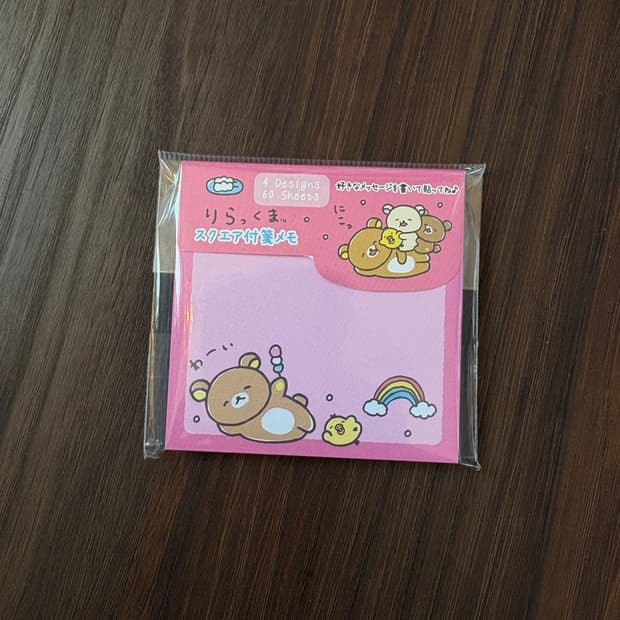 4 Designs
60 Sheets
好きなメッセージを書いて貼ってね♪
りらっくま™
スクエア付箋メモ
にこっ
わーい